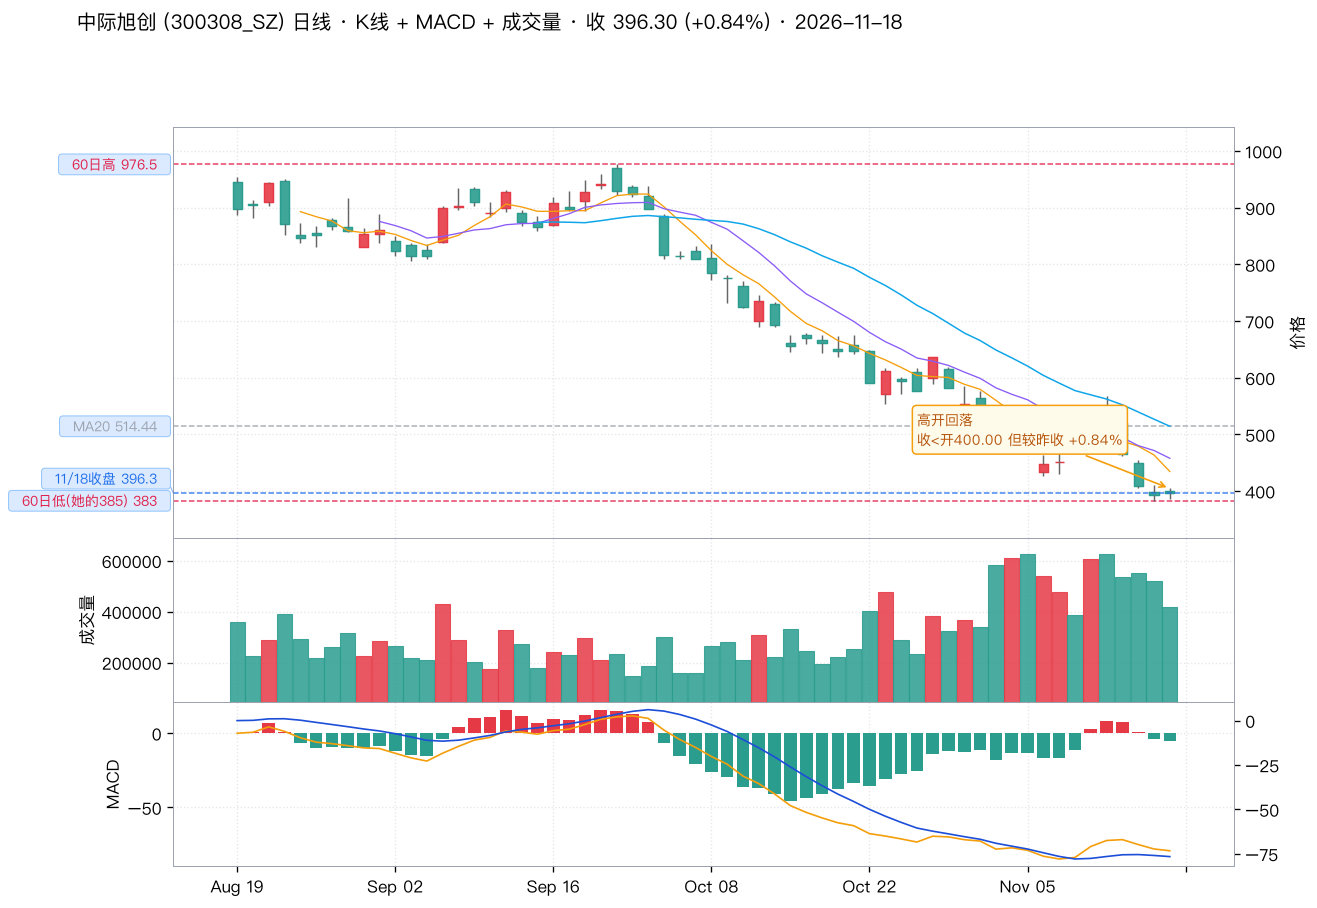 中际旭创 (300308_SZ) 日线 · K线 + MACD + 成交量 · 收 396.30 (+0.84%) · 2026−11−18
60日高 976.5
MA20 514.44
11/18收盘 396.3
60日低(她的385) 383
高开回落
收<开400.00 但较昨收 +0.84%
1000
900
800
700
600
500
400
价格
600000
400000
200000
成交量
0
−50
MACD
0
−25
−50
−75
Aug 19
Sep 02
Sep 16
Oct 08
Oct 22
Nov 05